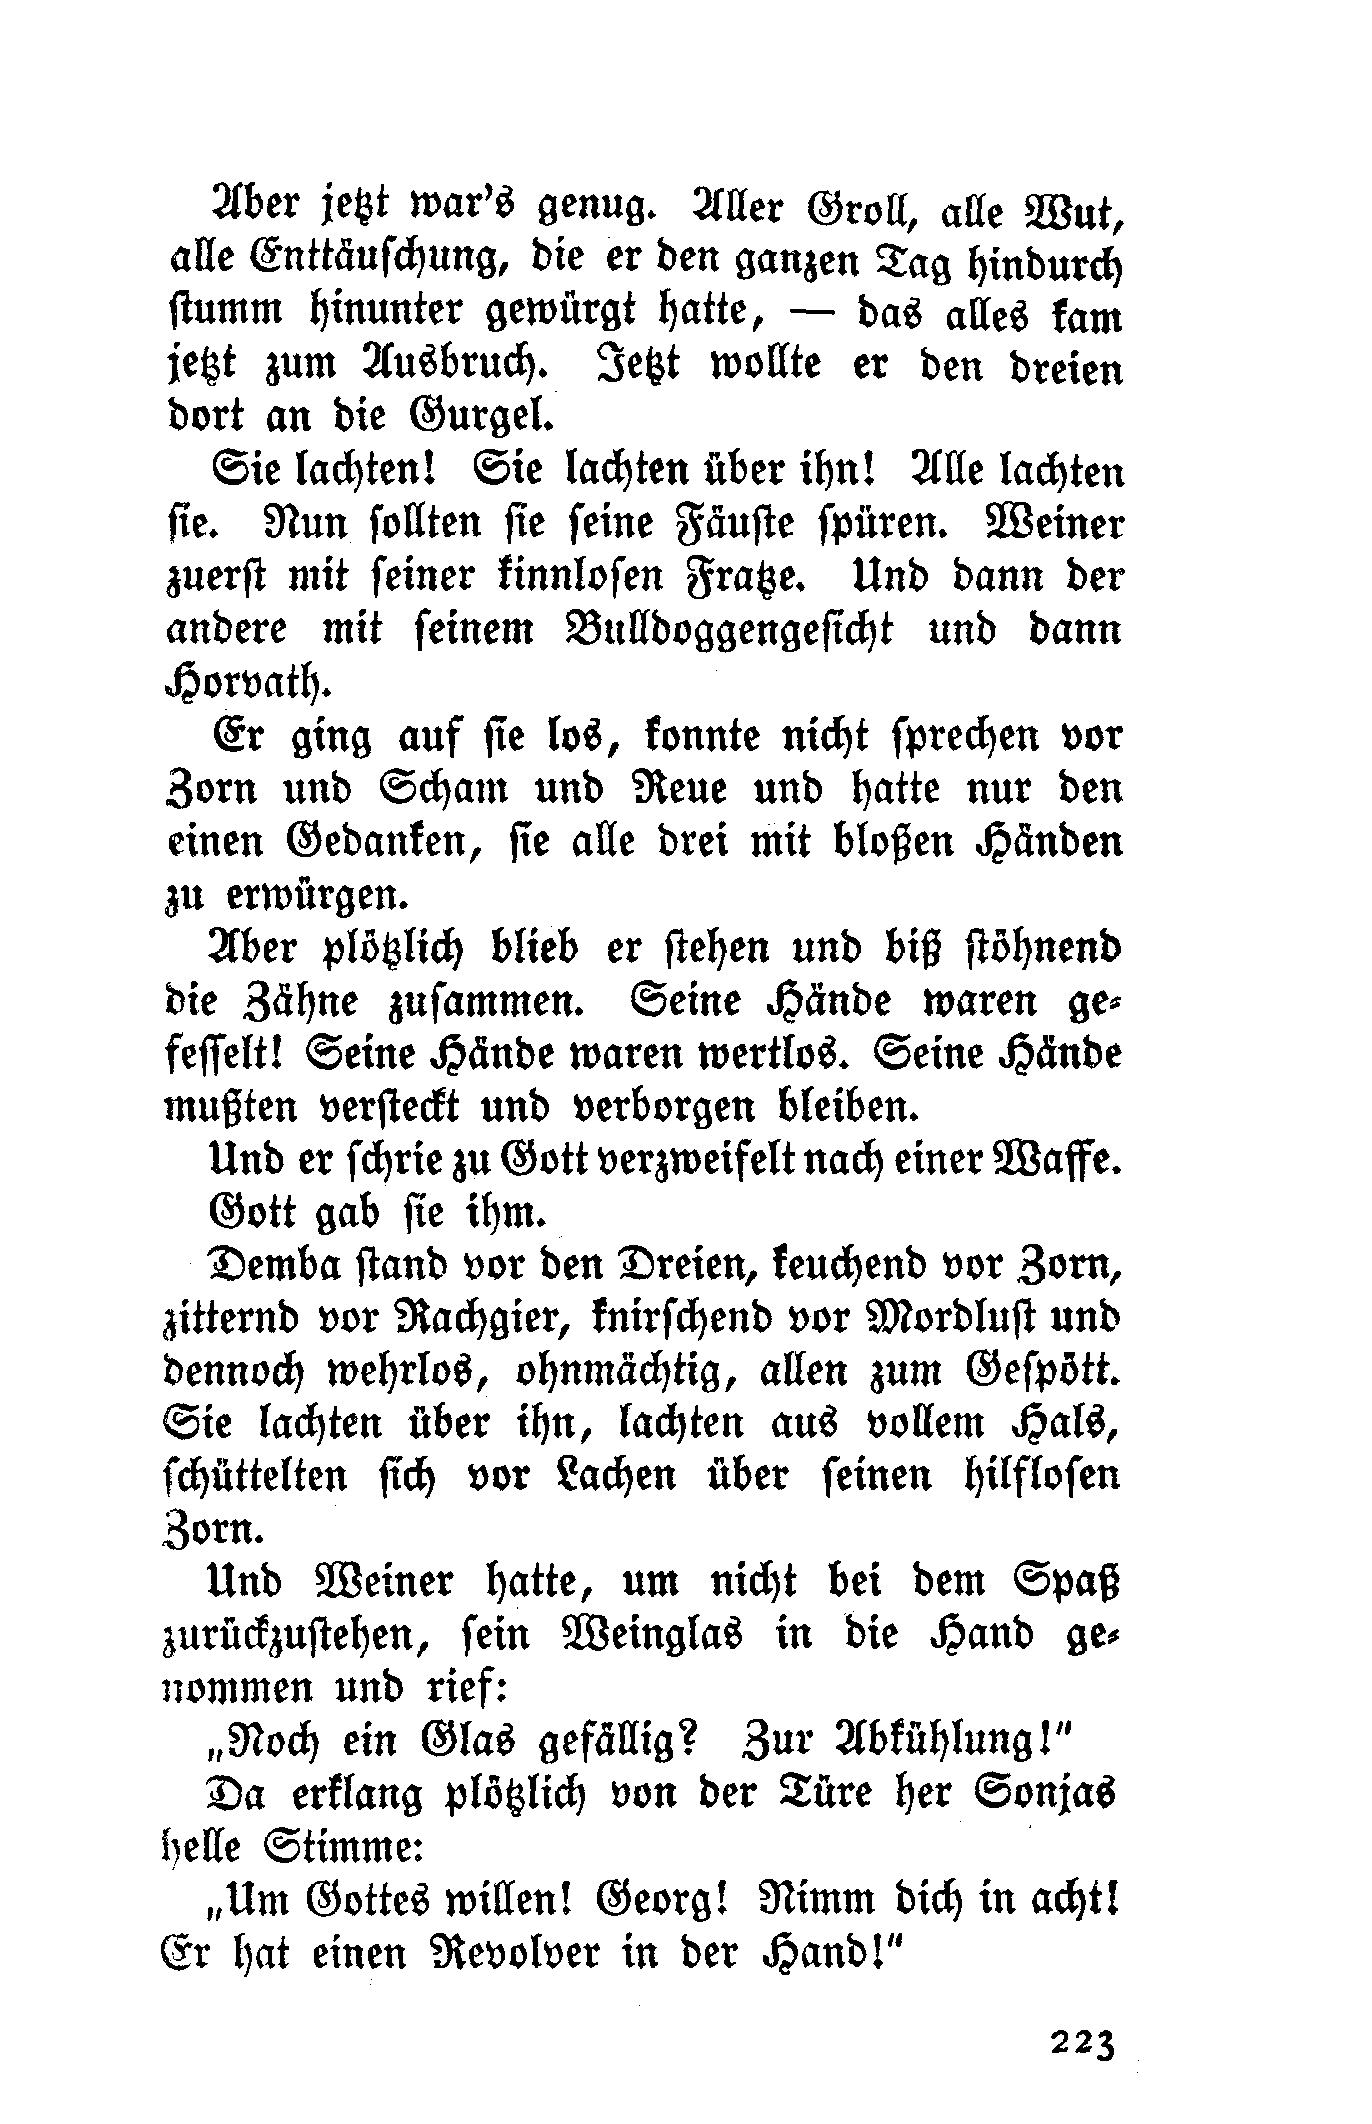 Aber jetzt war's genug. Aller Groll, alle Wut,
alle Enttäuschung, die er den ganzen Tag hindurch
stumm hinunter gewürgt hatte, — das alles kam
jetzt zum Ausbruch. Jetzt wollte er den dreien
dort an die Gurgel.
Sie lachten! Sie lachten über ihn! Alle lachten
sie. Nun sollten sie seine Fäuste spüren. Weiner
zuerst mit seiner kinnlosen Fratze. Und dann der
andere mit seinem Bulldoggengesicht und dann
Horvath.
Er ging auf sie los, konnte nicht sprechen vor
Zorn und Scham und Reue und hatte nur den
einen Gedanken, sie alle drei mit bloßen Händen
zu erwürgen.
Aber plötzlich blieb er stehen und biß stöhnend
die Zähne zusammen. Seine Hände waren ge-
fesselt! Seine Hände waren wertlos. Seine Hände
mußten versteckt und verborgen bleiben.
Und er schrie zu Gott verzweifelt nach einer Waffe.
Gott gab sie ihm.
Demba stand vor den Dreien, keuchend vor Zorn,
zitternd vor Rachgier, knirschend vor Mordlust und
dennoch wehrlos, ohnmächtig, allen zum Gespött.
Sie lachten über ihn, lachten aus vollem Hals,
schüttelten sich vor Lachen über seinen hilflosen
Zorn.
Und Weiner hatte, um nicht bei dem Spaß
zurückzustehen, sein Weinglas in die Hand ge-
nommen und rief:
„Noch ein Glas gefällig? Zur Abkühlung!"
Da erklang plötzlich von der Türe her Sonjas
helle Stimme:
„Um Gottes willen! Georg! Nimm dich in acht!
Er hat einen Revolver in der Hand!"
223